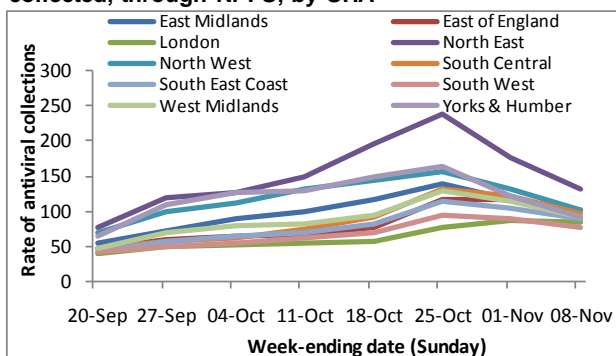 collected, through NPFS, by SHA
East Midlands East of England
London North East
North West South Central
South East Coast South West
West Midlands Yorks & Humber
Rate of antiviral collections
300
250
200
150
100
50
0
20-Sep 27-Sep 04-Oct 11-Oct 18-Oct 25-Oct 01-Nov 08-Nov
Week-ending date (Sunday)